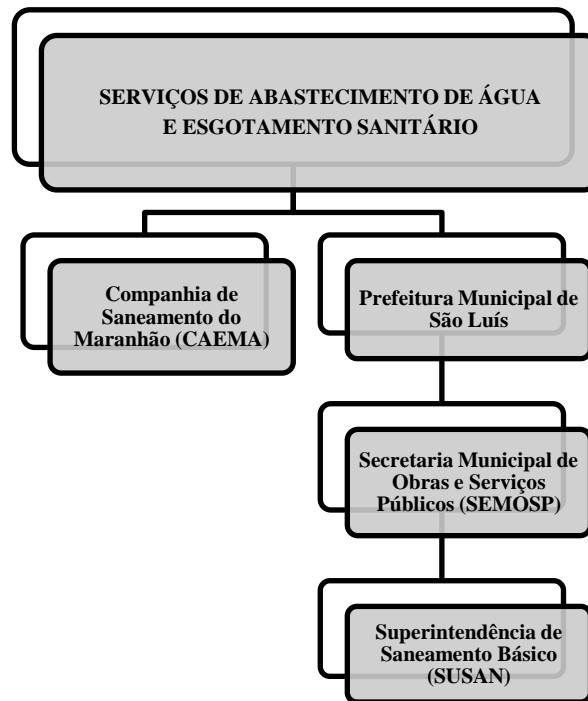 SERVIÇOS DE ABASTECIMENTO DE ÁGUA
E ESGOTAMENTO SANITÁRIO
Companhia de
Saneamento do
Maranhão (CAEMA)
Prefeitura Municipal de
São Luís
Secretaria Municipal de
Obras e Serviços
Públicos (SEMOSP)
Superintendência de
Saneamento Básico
(SUSAN)